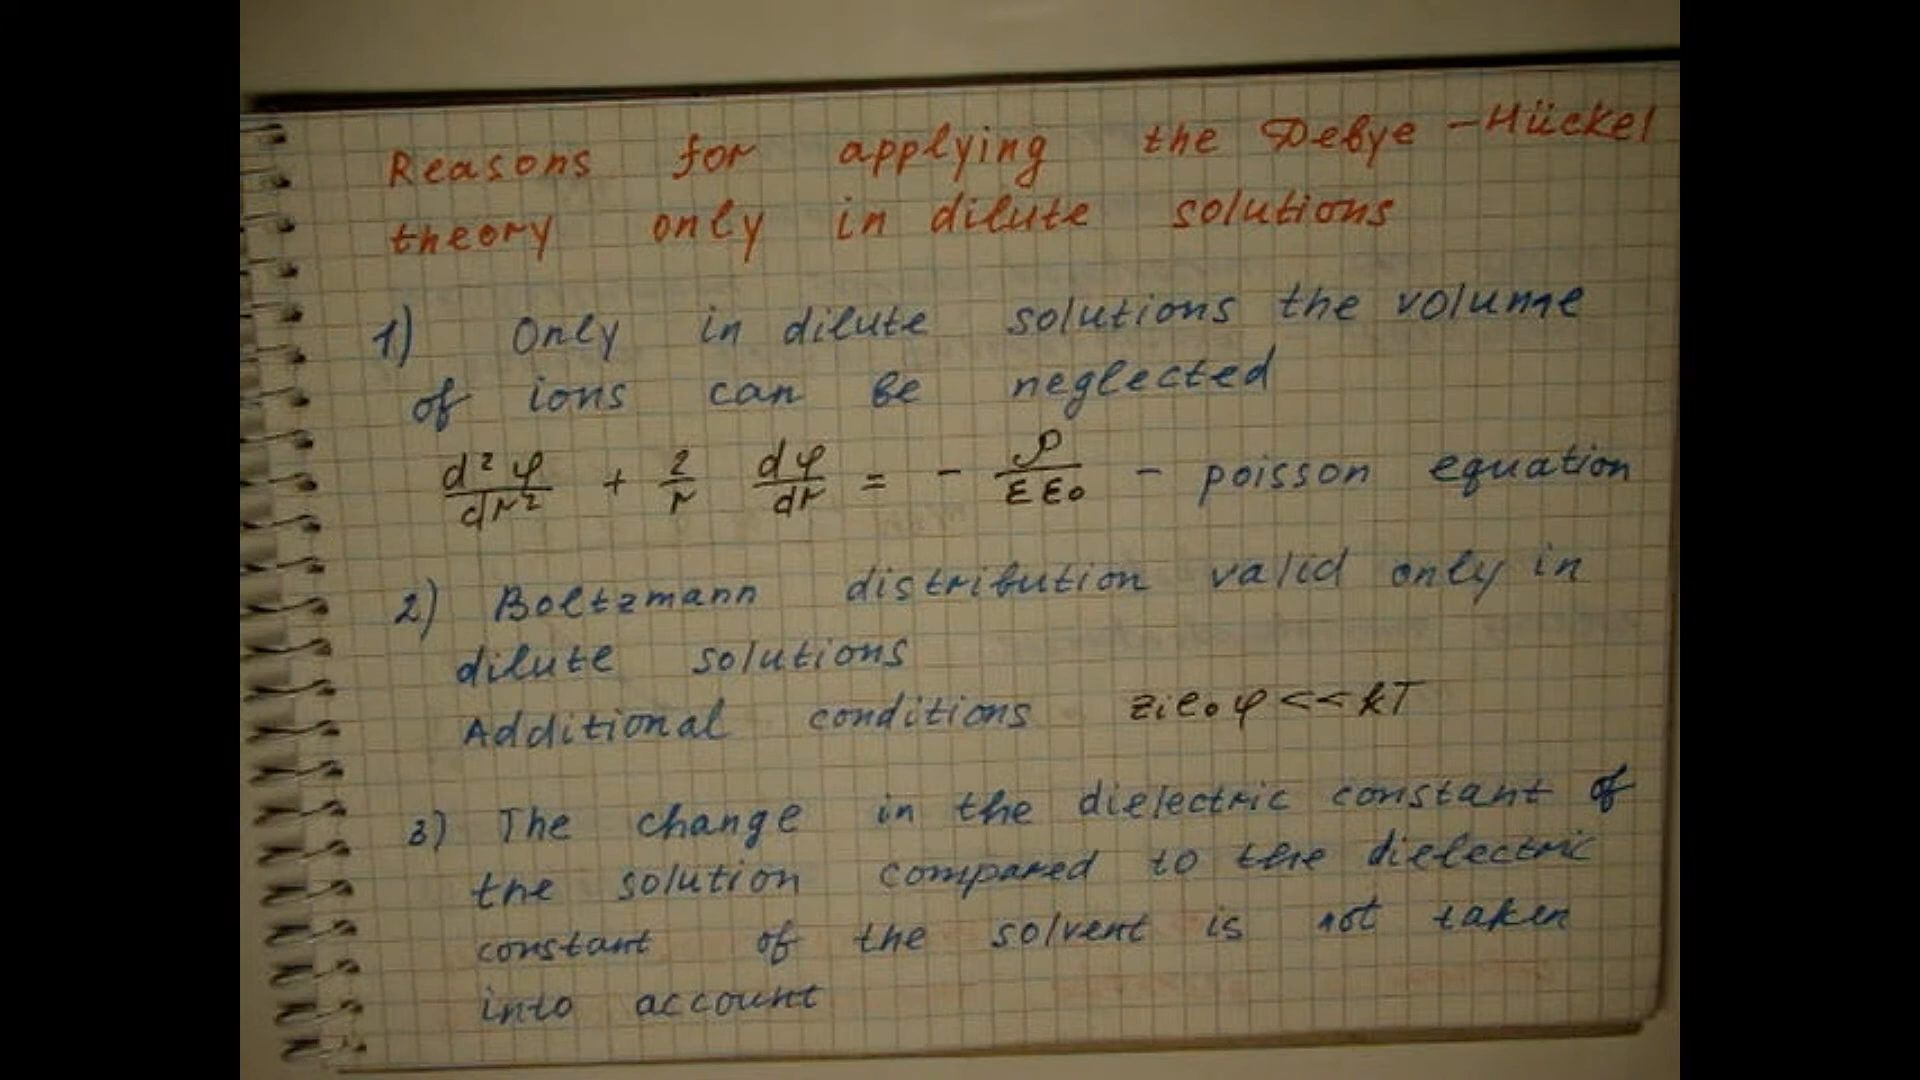 Reasons for applying the Debye - Hückel
theory only in dilute solutions
1) Only in dilute solutions the volume
of ions can be neglected
d²φ/dr² + 2/r dφ/dr = - ρ/εε₀ - poisson equation
2) Boltzmann distribution valid only in
dilute solutions
Additional conditions zie₀φ << kT
3) The change in the dielectric constant of
the solution compared to the dielectric
constant of the solvent is not taken
into account